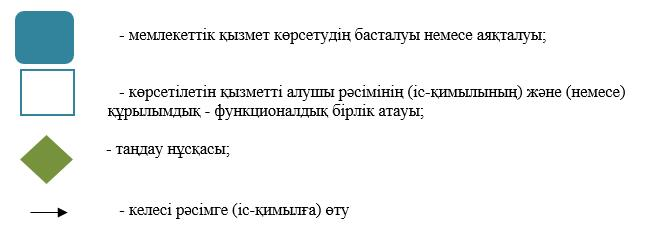 - мемлекеттік қызмет көрсетудің басталуы немесе аяқталуы;
- көрсетілетін қызметті алушы рәсімінің (іс-қимылының) және (немесе)
құрылымдық - функционалдық бірлік атауы;
- таңдау нұсқасы;
- келесі рәсімге (іс-қимылға) өту